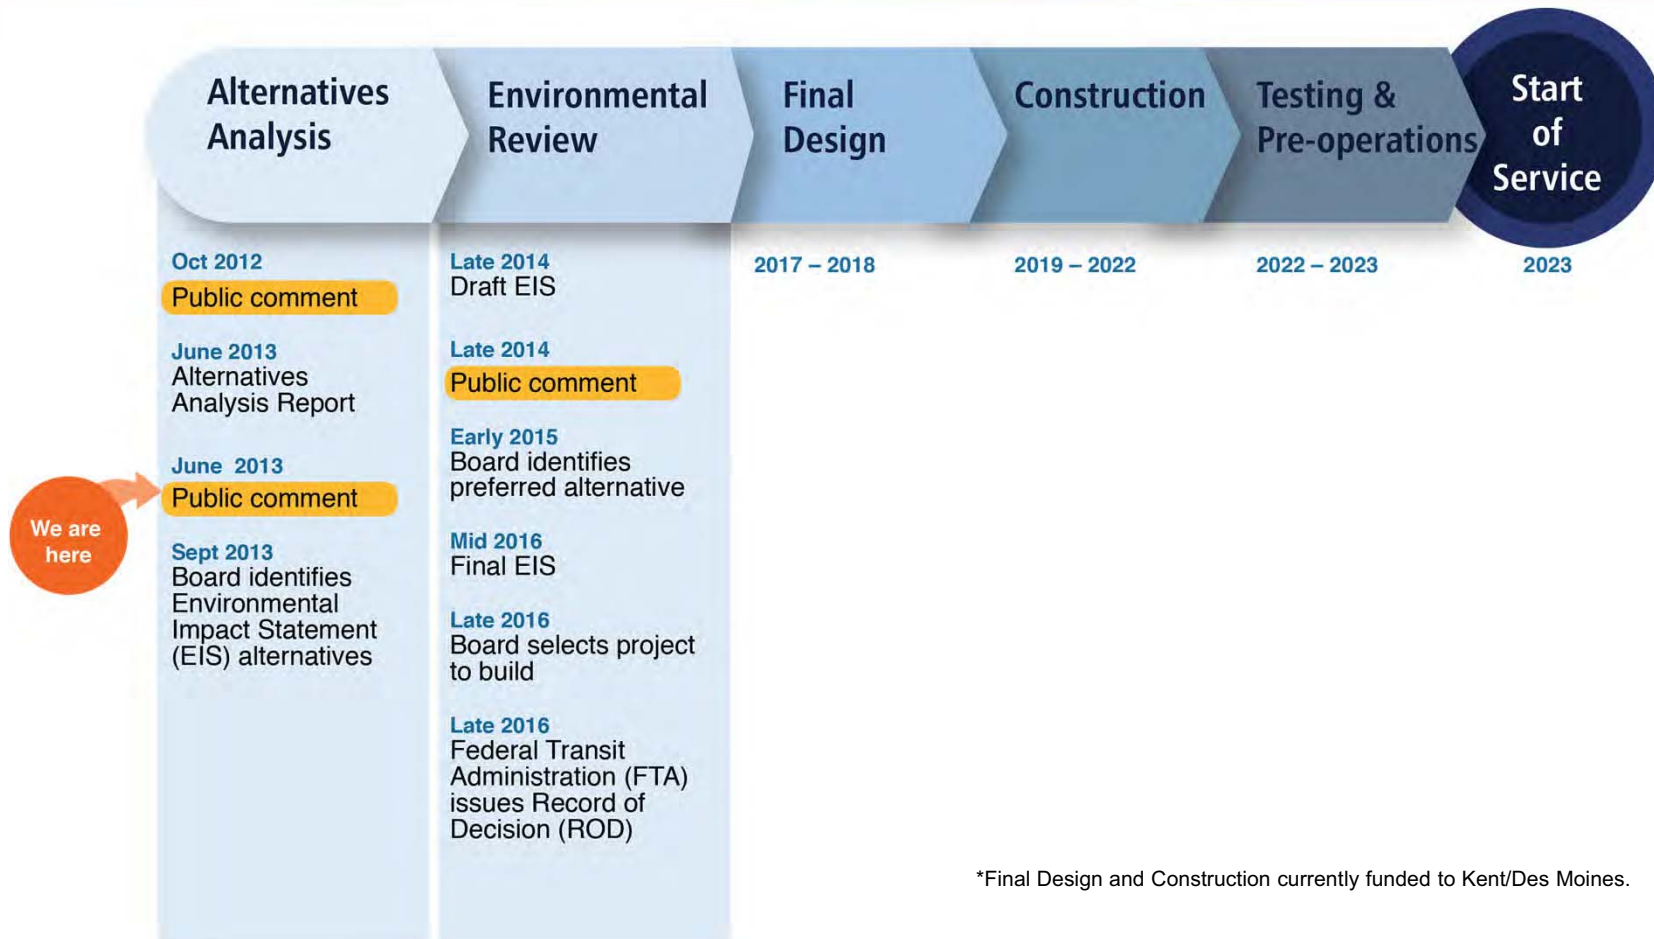 Alternatives
Analysis
Environmental
Review
Final
Design
Construction
Testing &
Pre-operations
Start
of
Service
Oct 2012
Public comment
June 2013
Alternatives
Analysis Report
June 2013
Public comment
We are
here
Sept 2013
Board identifies
Environmental
Impact Statement
(EIS) alternatives
Late 2014
Draft EIS
Late 2014
Public comment
Early 2015
Board identifies
preferred alternative
Mid 2016
Final EIS
Late 2016
Board selects project
to build
Late 2016
Federal Transit
Administration (FTA)
issues Record of
Decision (ROD)
2017 – 2018
2019 – 2022
2022 – 2023
2023
*Final Design and Construction currently funded to Kent/Des Moines.